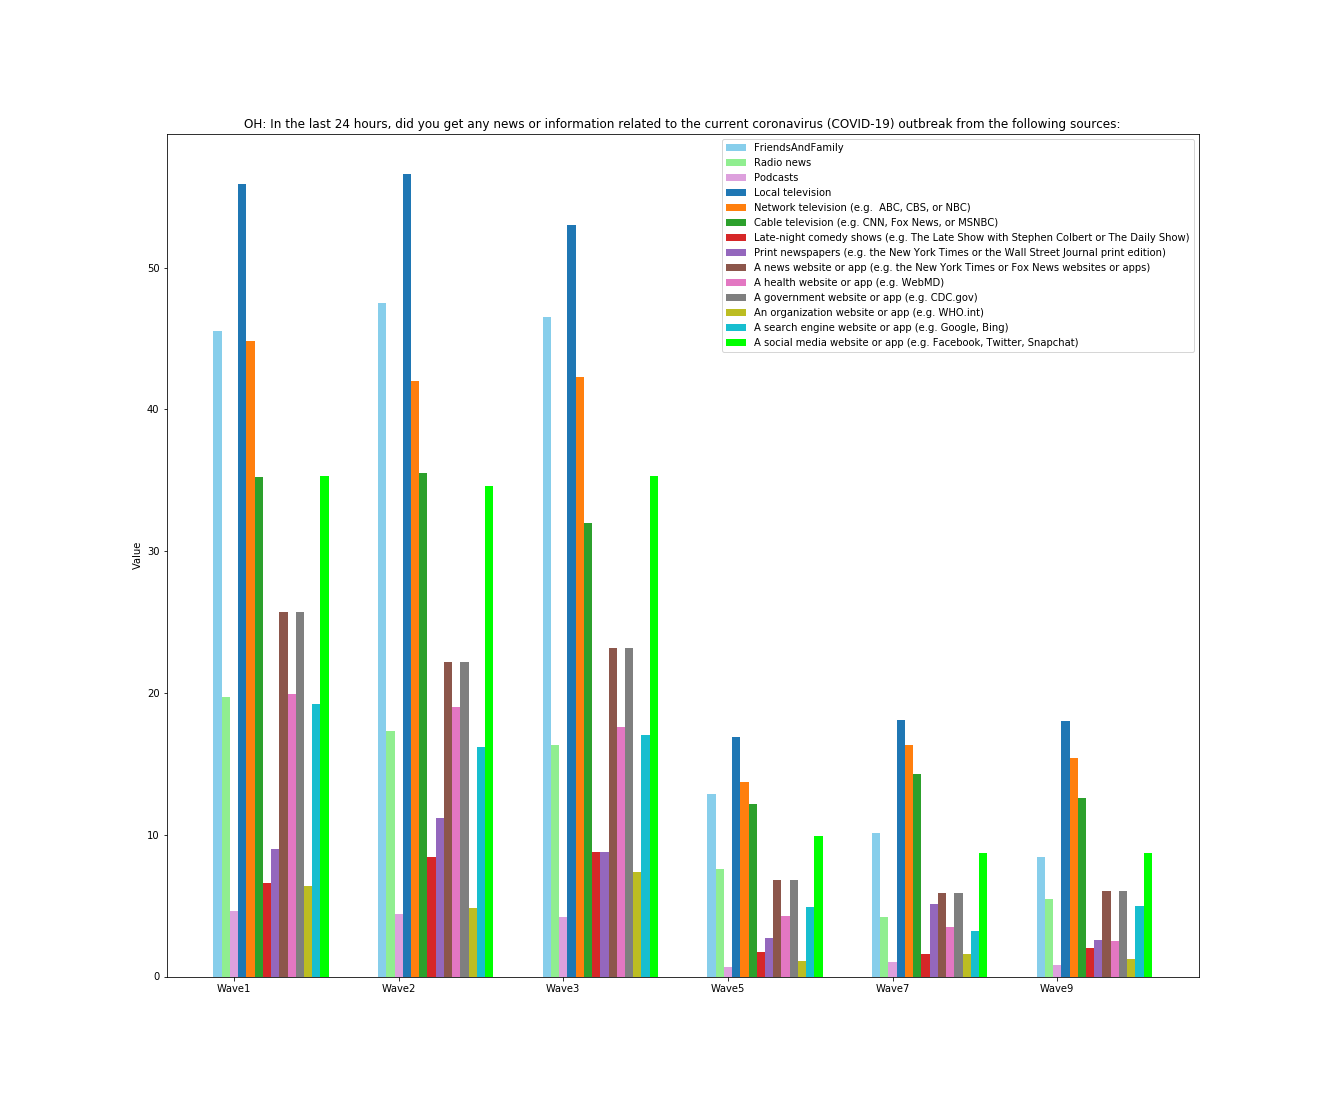 OH: In the last 24 hours, did you get any news or information related to the current coronavirus (COVID-19) outbreak from the following sources:
FriendsAndFamily
Radio news
Podcasts
Local television
Network television (e.g.  ABC, CBS, or NBC)
Cable television (e.g. CNN, Fox News, or MSNBC)
Late-night comedy shows (e.g. The Late Show with Stephen Colbert or The Daily Show)
Print newspapers (e.g. the New York Times or the Wall Street Journal print edition)
A news website or app (e.g. the New York Times or Fox News websites or apps)
A health website or app (e.g. WebMD)
A government website or app (e.g. CDC.gov)
An organization website or app (e.g. WHO.int)
A search engine website or app (e.g. Google, Bing)
A social media website or app (e.g. Facebook, Twitter, Snapchat)
50
40
30
20
10
0
Value
Wave1
Wave2
Wave3
Wave5
Wave7
Wave9